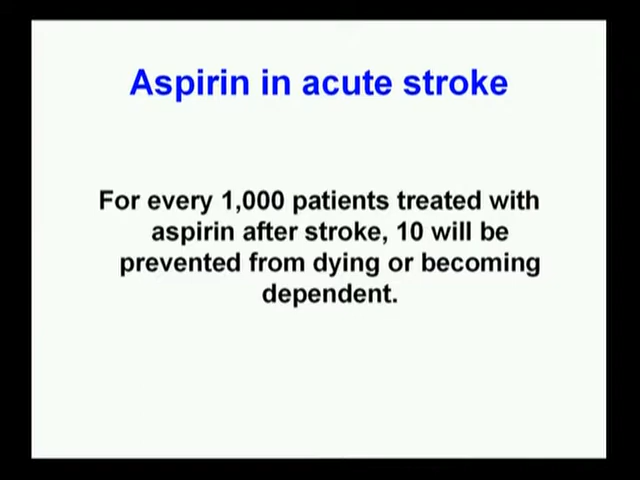 Aspirin in acute stroke
For every 1,000 patients treated with
aspirin after stroke, 10 will be
prevented from dying or becoming
dependent.